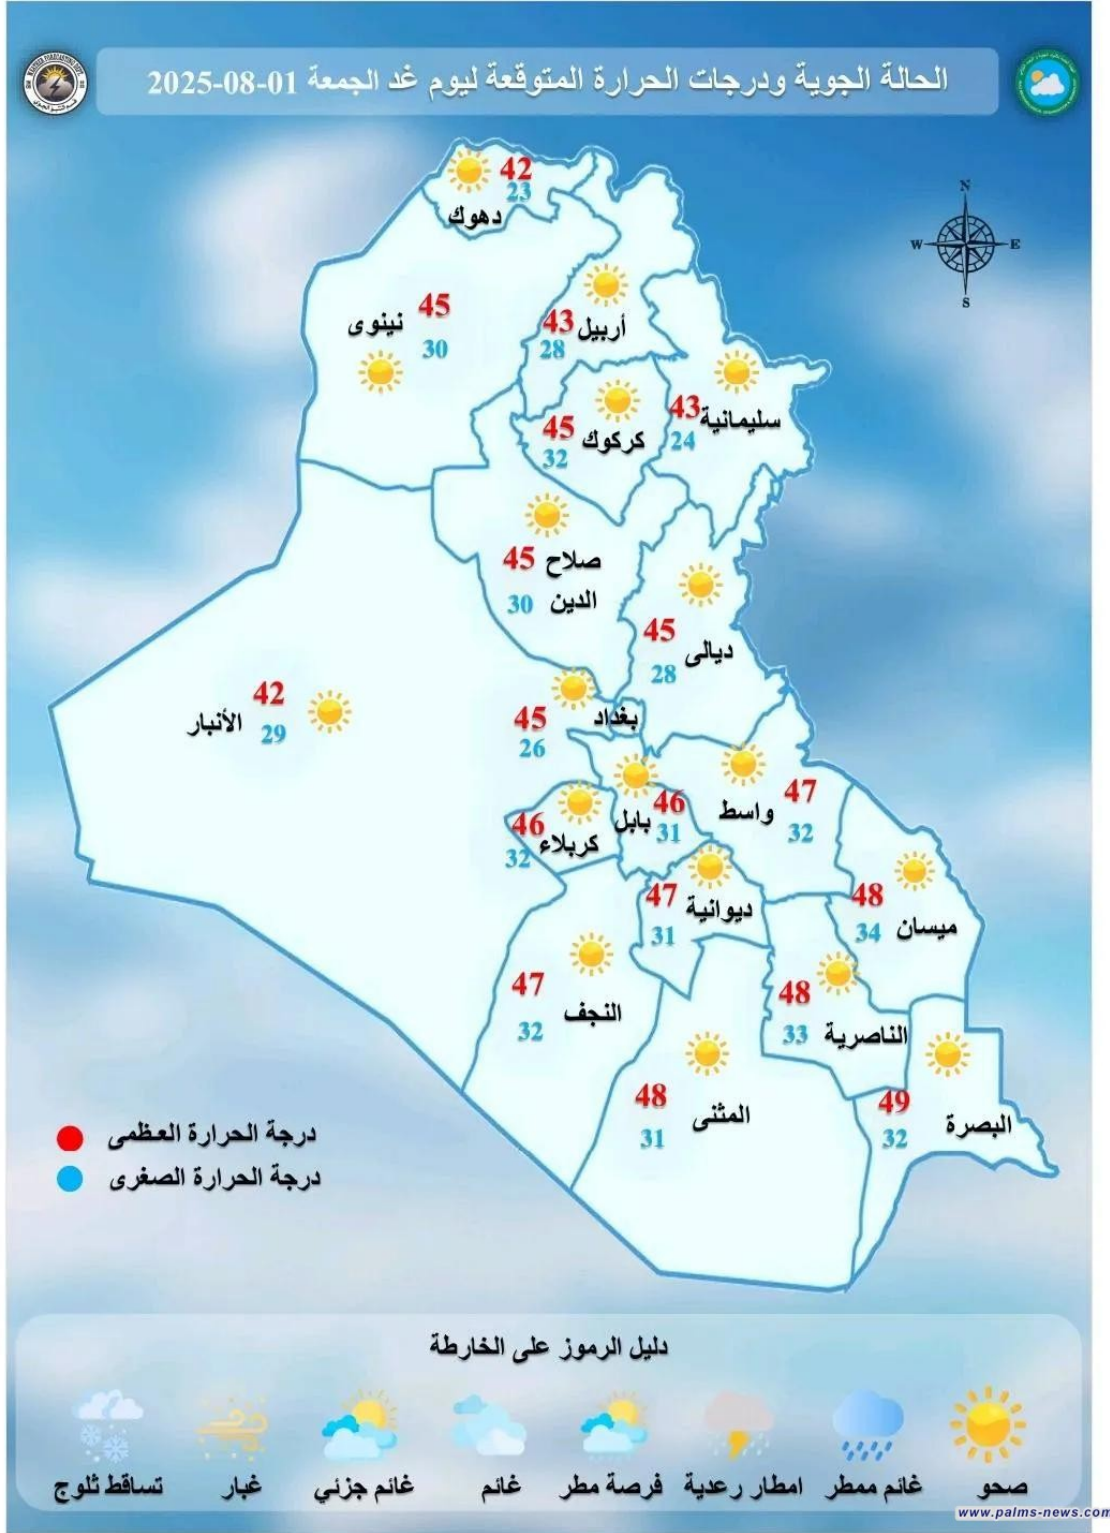 الحالة الجوية ودرجات الحرارة المتوقعة ليوم غد الجمعة 01-08-2025
42
23
دهوك
N
W
E
S
45
نينوى
30
43
أربيل
28
43
سليمانية
24
45
كركوك
32
45
صلاح
30
الدين
45
ديالى
28
42
الأنبار
29
بغداد
45
26
47
واسط
32
46
بابل
31
46
كربلاء
32
47
ديوانية
31
48
ميسان
34
47
النجف
32
48
الناصرية
33
48
المثنى
31
49
البصرة
32
درجة الحرارة العظمى
درجة الحرارة الصغرى
دليل الرموز على الخارطة
صحو
غائم ممطر
امطار رعدية
فرصة مطر
غائم
غائم جزئي
غبار
تساقط ثلوج
www.palms-news.com